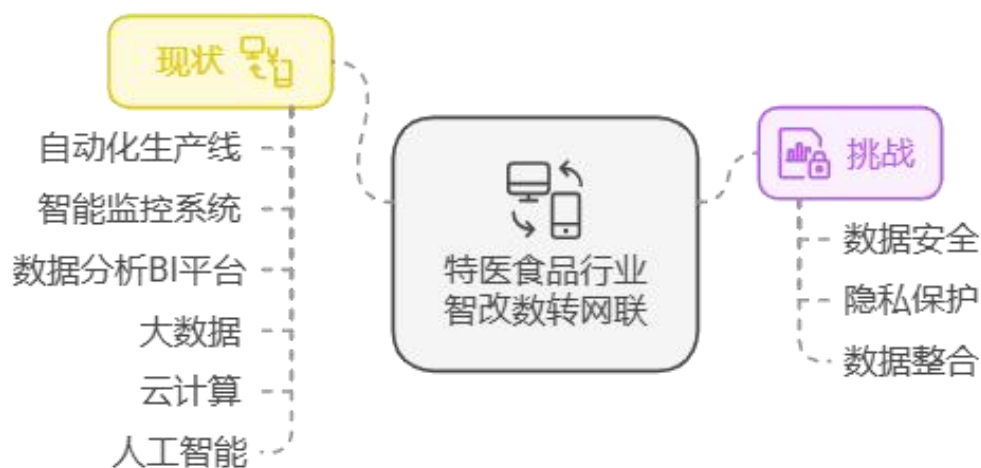 现状
自动化生产线
智能监控系统
数据分析BI平台
大数据
云计算
人工智能
特医食品行业
智改数转网联
挑战
数据安全
隐私保护
数据整合